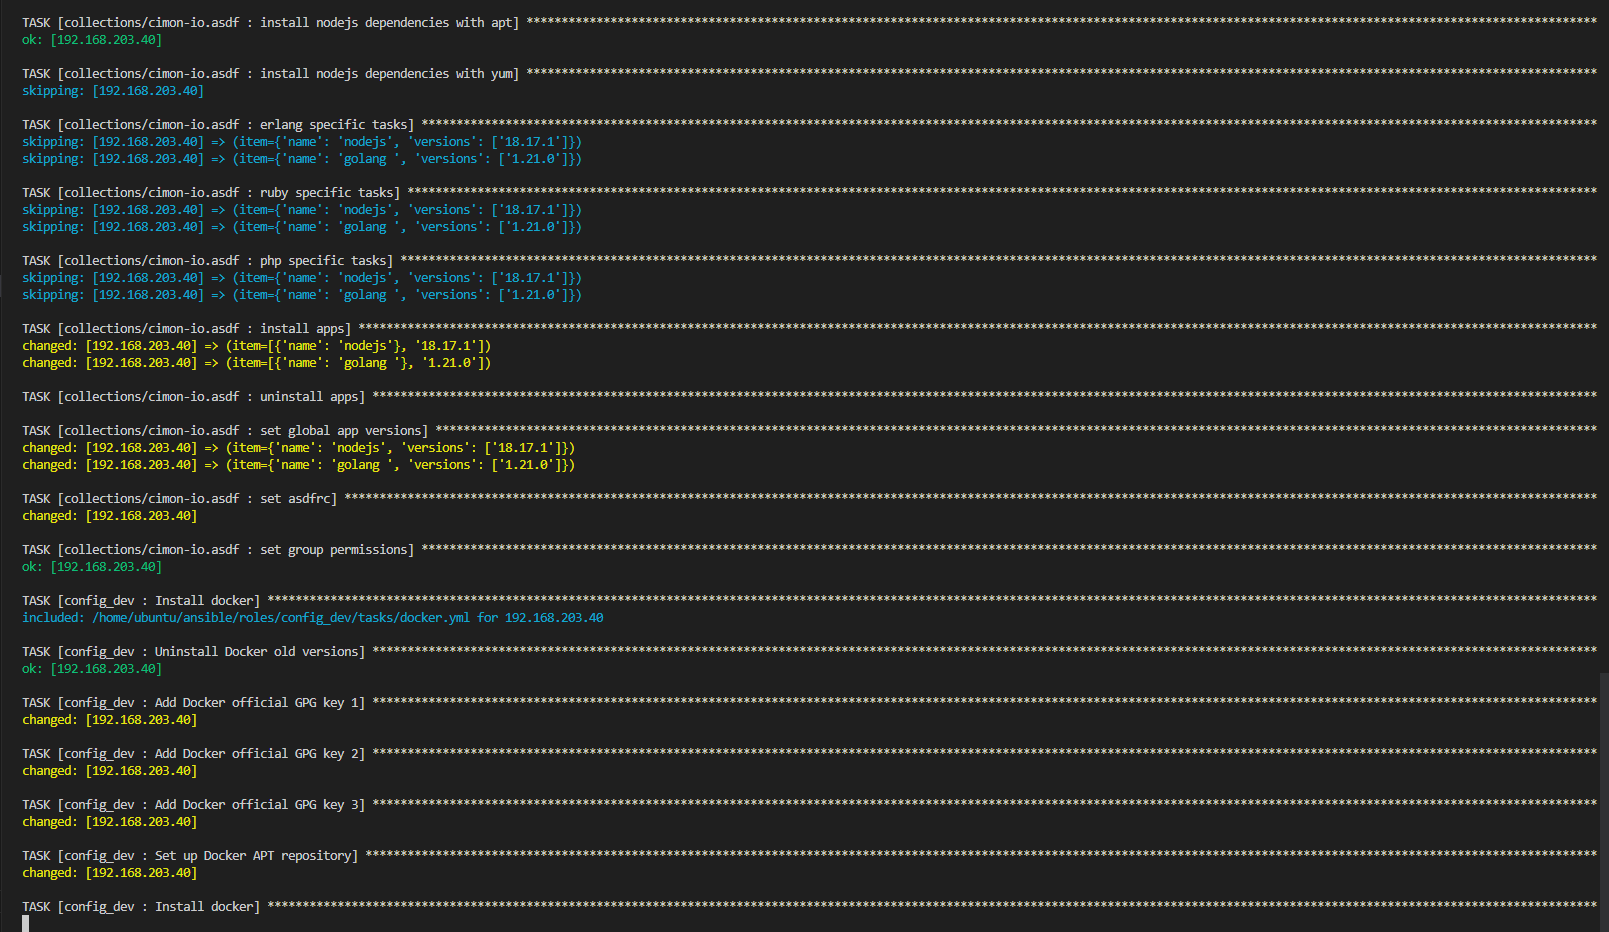 TASK [collections/cimon-io.asdf : install nodejs dependencies with apt] *********************************************************************************************************************************************************
ok: [192.168.203.40]
TASK [collections/cimon-io.asdf : install nodejs dependencies with yum] *********************************************************************************************************************************************************
skipping: [192.168.203.40]
TASK [collections/cimon-io.asdf : erlang specific tasks] ************************************************************************************************************************************************************************
skipping: [192.168.203.40] => (item={'name': 'nodejs', 'versions': ['18.17.1']})
skipping: [192.168.203.40] => (item={'name': 'golang ', 'versions': ['1.21.0']})
TASK [collections/cimon-io.asdf : ruby specific tasks] **************************************************************************************************************************************************************************
skipping: [192.168.203.40] => (item={'name': 'nodejs', 'versions': ['18.17.1']})
skipping: [192.168.203.40] => (item={'name': 'golang ', 'versions': ['1.21.0']})
TASK [collections/cimon-io.asdf : php specific tasks] ***************************************************************************************************************************************************************************
skipping: [192.168.203.40] => (item={'name': 'nodejs', 'versions': ['18.17.1']})
skipping: [192.168.203.40] => (item={'name': 'golang ', 'versions': ['1.21.0']})
TASK [collections/cimon-io.asdf : install apps] *********************************************************************************************************************************************************************************
changed: [192.168.203.40] => (item=[{'name': 'nodejs'}, '18.17.1'])
changed: [192.168.203.40] => (item=[{'name': 'golang '}, '1.21.0'])
TASK [collections/cimon-io.asdf : uninstall apps] *******************************************************************************************************************************************************************************
TASK [collections/cimon-io.asdf : set global app versions] **********************************************************************************************************************************************************************
changed: [192.168.203.40] => (item={'name': 'nodejs', 'versions': ['18.17.1']})
changed: [192.168.203.40] => (item={'name': 'golang ', 'versions': ['1.21.0']})
TASK [collections/cimon-io.asdf : set asdfrc] ***********************************************************************************************************************************************************************************
changed: [192.168.203.40]
TASK [collections/cimon-io.asdf : set group permissions] ************************************************************************************************************************************************************************
ok: [192.168.203.40]
TASK [config_dev : Install docker] **********************************************************************************************************************************************************************************************
included: /home/ubuntu/ansible/roles/config_dev/tasks/docker.yml for 192.168.203.40
TASK [config_dev : Uninstall Docker old versions] *******************************************************************************************************************************************************************************
ok: [192.168.203.40]
TASK [config_dev : Add Docker official GPG key 1] *******************************************************************************************************************************************************************************
changed: [192.168.203.40]
TASK [config_dev : Add Docker official GPG key 2] *******************************************************************************************************************************************************************************
changed: [192.168.203.40]
TASK [config_dev : Add Docker official GPG key 3] *******************************************************************************************************************************************************************************
changed: [192.168.203.40]
TASK [config_dev : Set up Docker APT repository] ********************************************************************************************************************************************************************************
changed: [192.168.203.40]
TASK [config_dev : Install docker] **********************************************************************************************************************************************************************************************